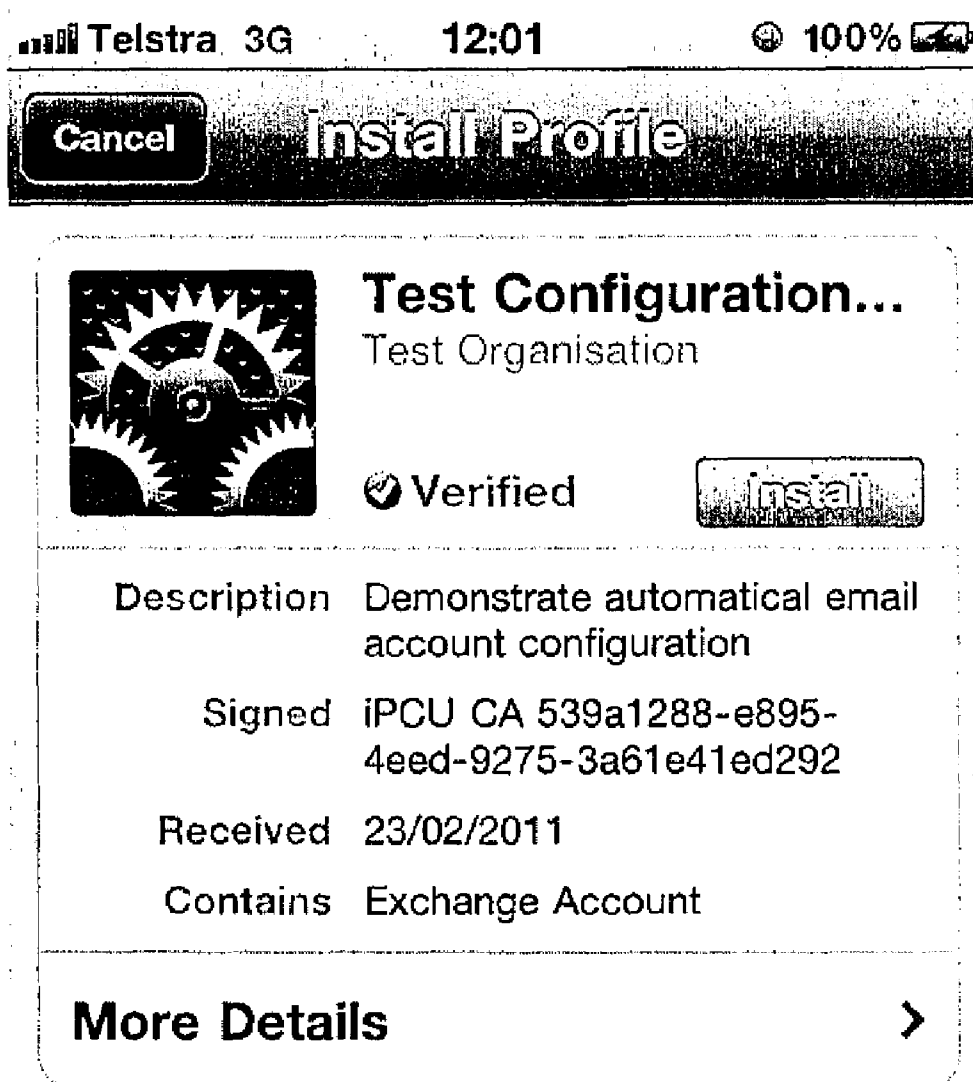 Telstra 3G 12:01 100%
Cancel Install Profile
Test Configuration...
Test Organisation
Verified Install
Description Demonstrate automatical email
account configuration
Signed iPCU CA 539a1288-e895-
4eed-9275-3a61e41ed292
Received 23/02/2011
Contains Exchange Account
More Details